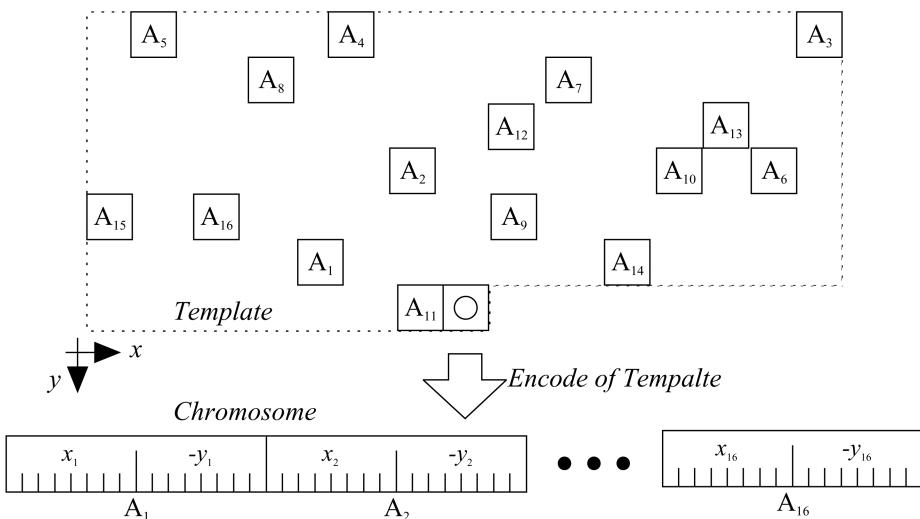 A₅ A₄ A₃
A₈ A₇
A₁₂ A₁₃
A₂ A₁₀ A₆
A₁₅ A₁₆ A₉
A₁ A₁₄
Template A₁₁
x
y Encode of Tempalte
Chromosome
x₁ -y₁ x₂ -y₂ x₁₆ -y₁₆
A₁ A₂ A₁₆